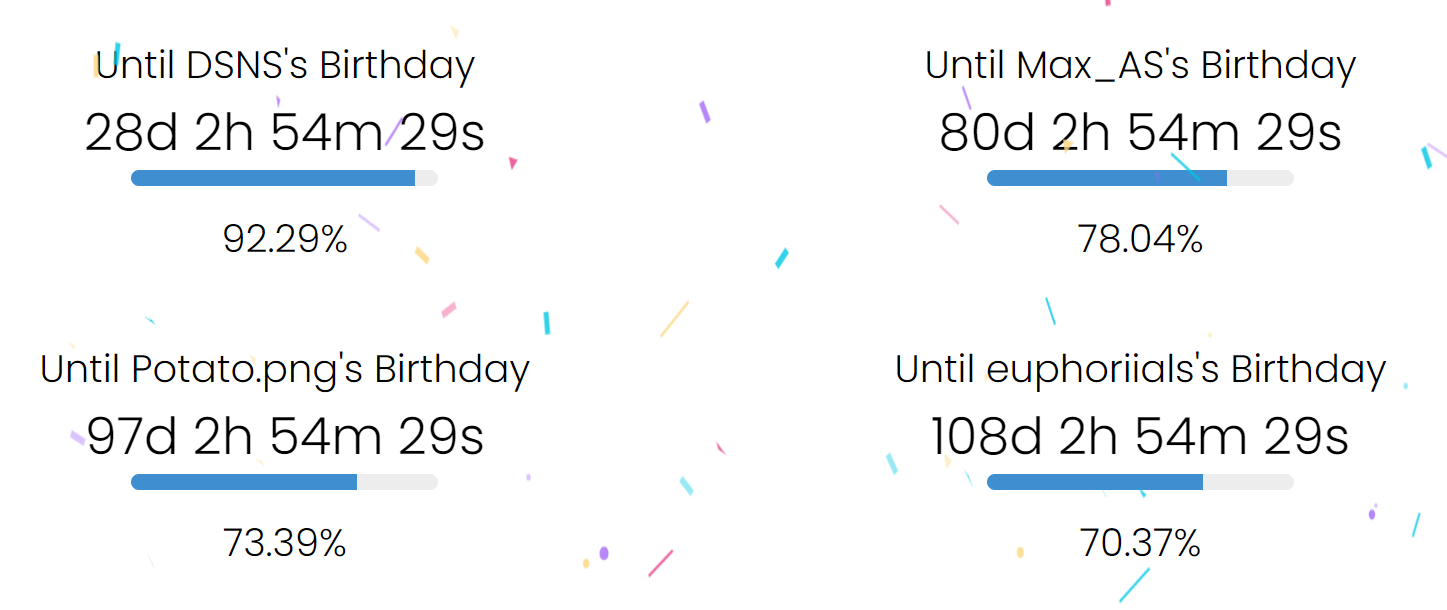 Until DSNS's Birthday
28d 2h 54m 29s
92.29%
Until Max_AS's Birthday
80d 2h 54m 29s
78.04%
Until Potato.png's Birthday
97d 2h 54m 29s
73.39%
Until euphoriials's Birthday
108d 2h 54m 29s
70.37%